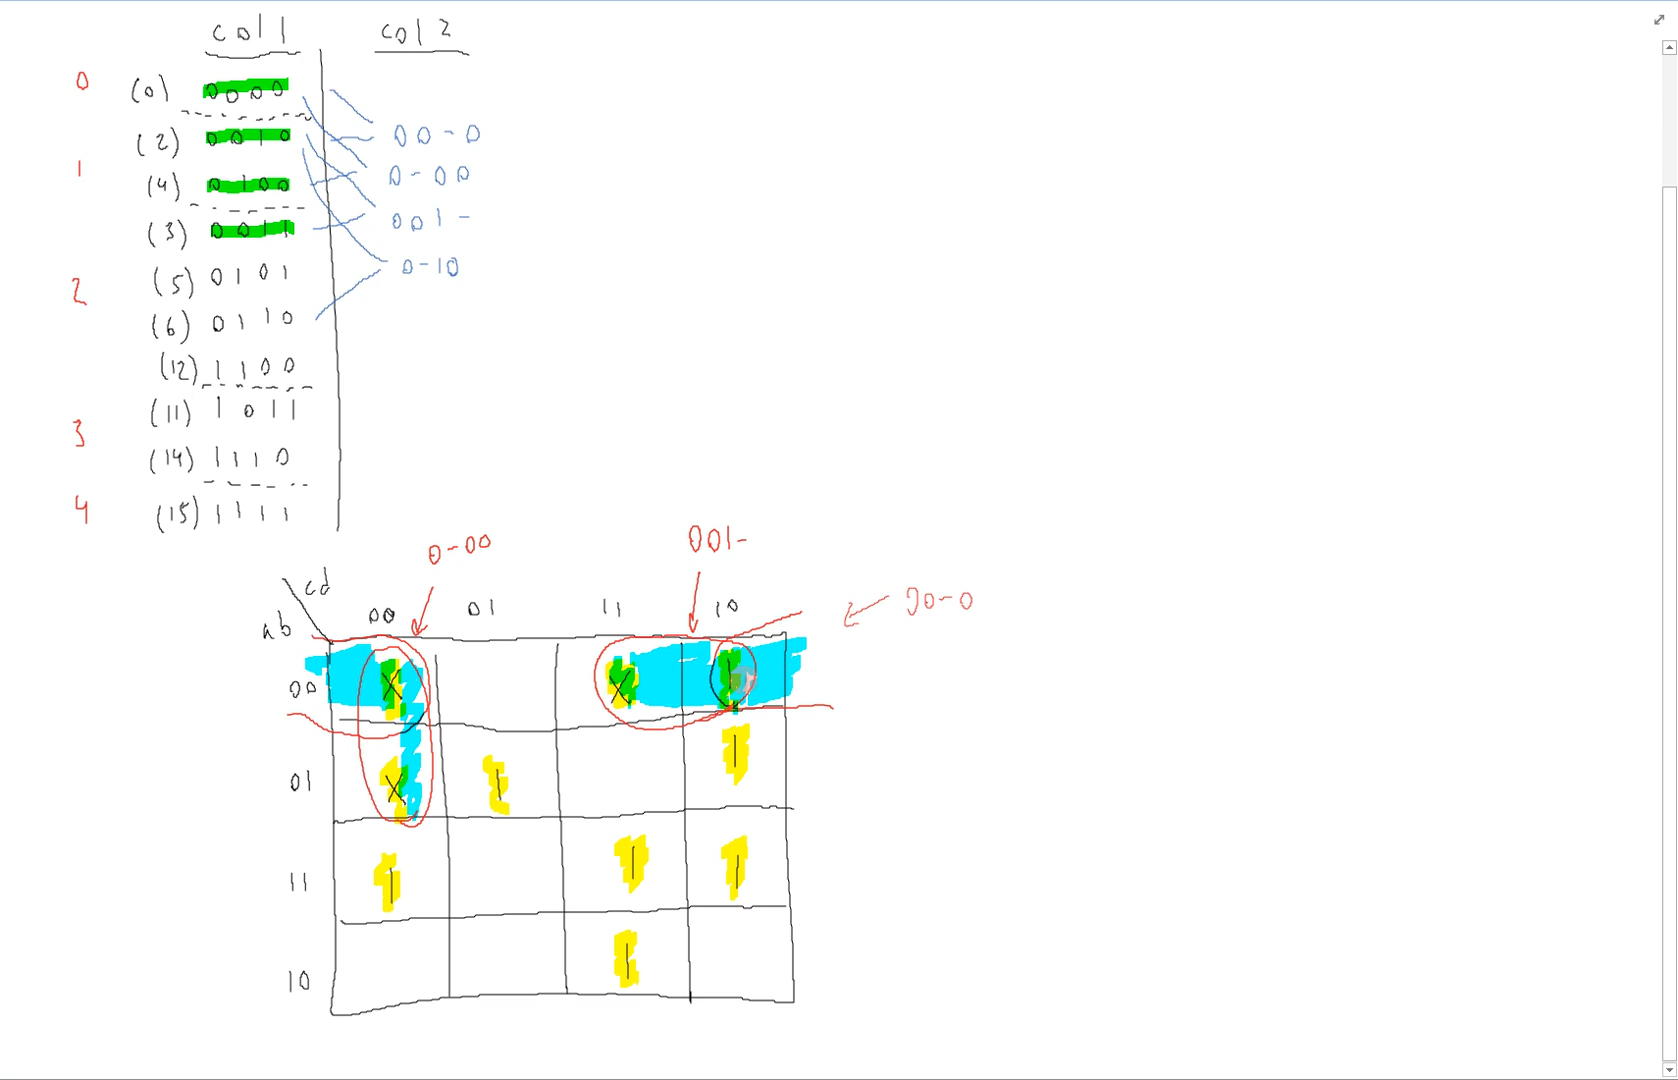 col 1 col 2
0 (0) 0000
(2) 0010 00-0
1 (4) 0100 0-00
(3) 0011 001-
(5) 0101 0-10
2 (6) 0110
(12) 1100
(11) 1011
3 (14) 1110
4 (15) 1111
0-00 001-
cd
00 01 11 10 00-0
ab
00 X X 1
01 X 1 1
11 1 1 1
10 1